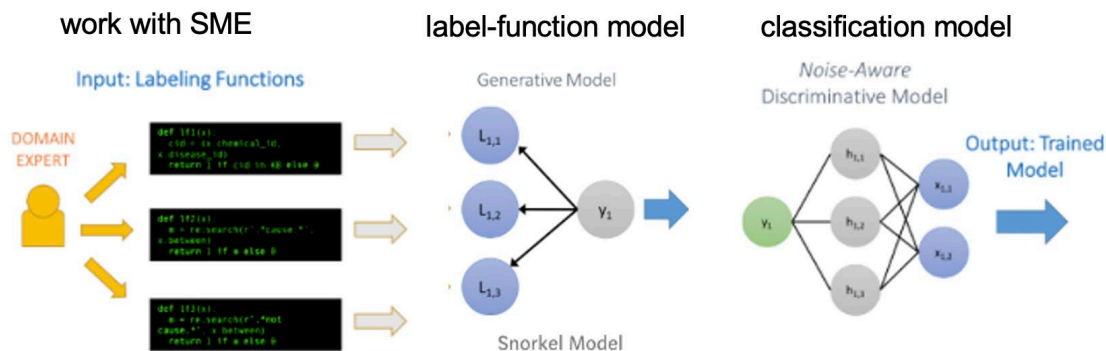 work with SME
label-function model
classification model
Input: Labeling Functions
Generative Model
Noise-Aware
Discriminative Model
DOMAIN
EXPERT
def lf1(x):
cid = (x.chemical_id,
x.disease_id)
return 1 if cid in KB else 0
def lf2(x):
m = re.search(r'.*cause.*',
x.between)
return 1 if m else 0
def lf3(x):
m = re.search(r'.*not
cause.*', x.between)
return 1 if m else 0
L1,1
L1,2
L1,3
y1
Snorkel Model
y1
h1,1
h1,2
h1,3
x1,1
x1,2
Output: Trained
Model